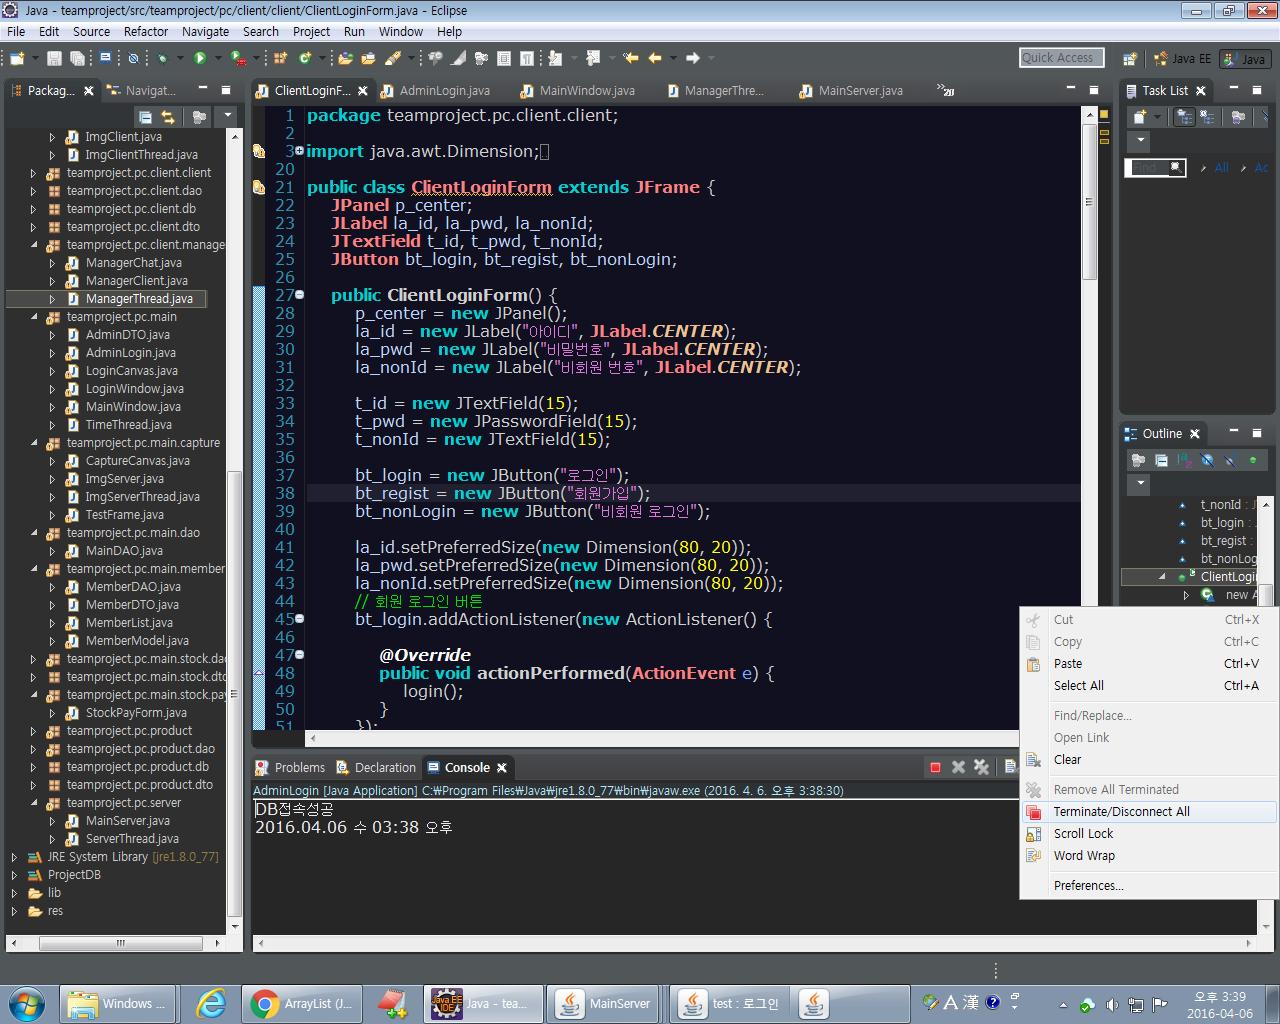 Java - teamproject/src/teamproject/pc/client/client/ClientLoginForm.java - Eclipse
File Edit Source Refactor Navigate Search Project Run Window Help
Quick Access Java EE Java
Packag... Navigat...
ImgClient.java
ImgClientThread.java
teamproject.pc.client.client
teamproject.pc.client.dao
teamproject.pc.client.db
teamproject.pc.client.dto
teamproject.pc.client.manage
ManagerChat.java
ManagerClient.java
ManagerThread.java
teamproject.pc.main
AdminDTO.java
AdminLogin.java
LoginCanvas.java
LoginWindow.java
MainWindow.java
TimeThread.java
teamproject.pc.main.capture
CaptureCanvas.java
ImgServer.java
ImgServerThread.java
TestFrame.java
teamproject.pc.main.dao
MainDAO.java
teamproject.pc.main.member
MemberDAO.java
MemberDTO.java
MemberList.java
MemberModel.java
teamproject.pc.main.stock.dao
teamproject.pc.main.stock.dto
teamproject.pc.main.stock.pay
StockPayForm.java
teamproject.pc.product
teamproject.pc.product.dao
teamproject.pc.product.db
teamproject.pc.product.dto
teamproject.pc.server
MainServer.java
ServerThread.java
JRE System Library [jre1.8.0_77]
ProjectDB
lib
res
ClientLoginF... AdminLogin.java MainWindow.java ManagerThre... MainServer.java »20
1 package teamproject.pc.client.client;
2
3 import java.awt.Dimension;
20
21 public class ClientLoginForm extends JFrame {
22 JPanel p_center;
23 JLabel la_id, la_pwd, la_nonId;
24 JTextField t_id, t_pwd, t_nonId;
25 JButton bt_login, bt_regist, bt_nonLogin;
26
27 public ClientLoginForm() {
28 p_center = new JPanel();
29 la_id = new JLabel("아이디", JLabel.CENTER);
30 la_pwd = new JLabel("비밀번호", JLabel.CENTER);
31 la_nonId = new JLabel("비회원 번호", JLabel.CENTER);
32
33 t_id = new JTextField(15);
34 t_pwd = new JPasswordField(15);
35 t_nonId = new JTextField(15);
36
37 bt_login = new JButton("로그인");
38 bt_regist = new JButton("회원가입");
39 bt_nonLogin = new JButton("비회원 로그인");
40
41 la_id.setPreferredSize(new Dimension(80, 20));
42 la_pwd.setPreferredSize(new Dimension(80, 20));
43 la_nonId.setPreferredSize(new Dimension(80, 20));
44 // 회원 로그인 버튼
45 bt_login.addActionListener(new ActionListener() {
46
47 @Override
48 public void actionPerformed(ActionEvent e) {
49 login();
50 }
51 });
Task List
Find All Ac
Outline
t_nonId : J
bt_login :
bt_regist :
bt_nonLog
ClientLogi
new A
Cut Ctrl+X
Copy Ctrl+C
Paste Ctrl+V
Select All Ctrl+A
Find/Replace...
Open Link
Clear
Remove All Terminated
Terminate/Disconnect All
Scroll Lock
Word Wrap
Preferences...
Problems Declaration Console
AdminLogin [Java Application] C:₩Program Files₩Java₩jre1.8.0_77₩bin₩javaw.exe (2016. 4. 6. 오후 3:38:30)
DB접속성공
2016.04.06 수 03:38 오후
Windows ... ArrayList (J... Java EE IDE Java - tea... MainServer test : 로그인 A 漢 오후 3:39
2016-04-06